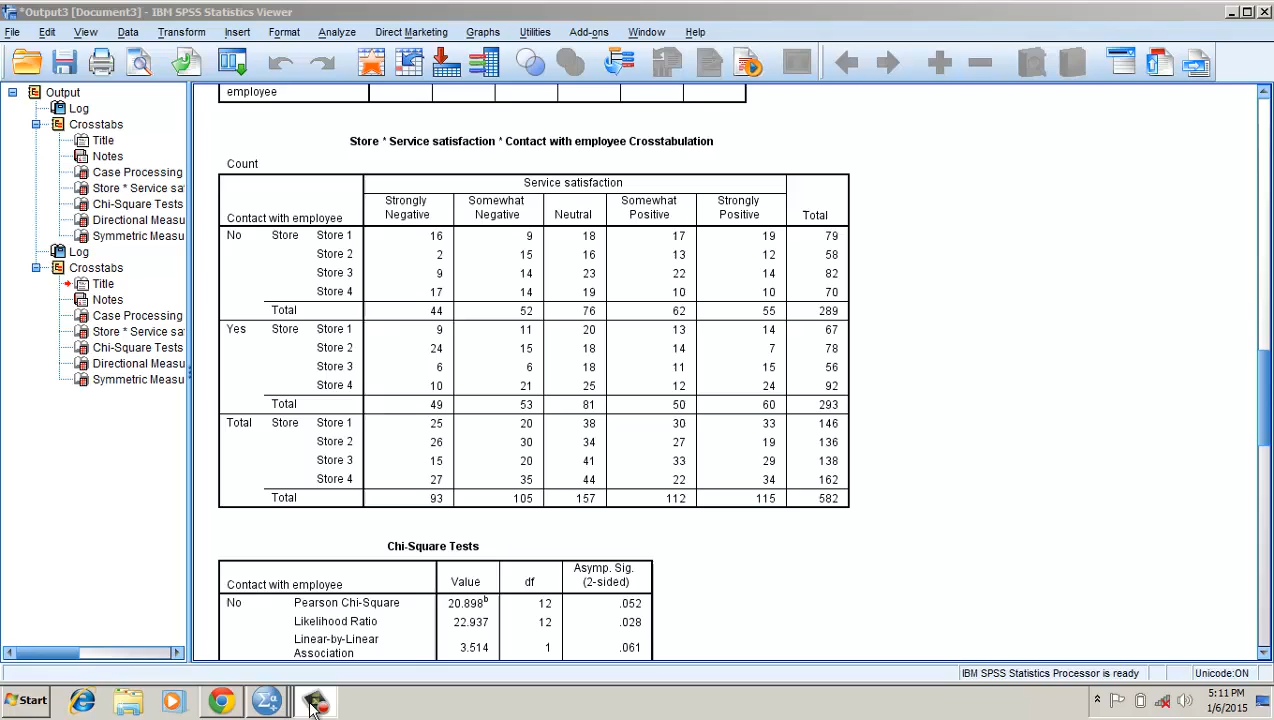 *Output3 [Document3] - IBM SPSS Statistics Viewer
File Edit View Data Transform Insert Format Analyze Direct Marketing Graphs Utilities Add-ons Window Help
Output
Log
Crosstabs
Title
Notes
Case Processing
Store * Service sa
Chi-Square Tests
Directional Measu
Symmetric Measu
Log
Crosstabs
Title
Notes
Case Processing
Store * Service sa
Chi-Square Tests
Directional Measu
Symmetric Measu
employee
Store * Service satisfaction * Contact with employee Crosstabulation
Count
Service satisfaction
Contact with employee Strongly Negative Somewhat Negative Neutral Somewhat Positive Strongly Positive Total
No Store Store 1 16 9 18 17 19 79
Store 2 2 15 16 13 12 58
Store 3 9 14 23 22 14 82
Store 4 17 14 19 10 10 70
Total 44 52 76 62 55 289
Yes Store Store 1 9 11 20 13 14 67
Store 2 24 15 18 14 7 78
Store 3 6 6 18 11 15 56
Store 4 10 21 25 12 24 92
Total 49 53 81 50 60 293
Total Store Store 1 25 20 38 30 33 146
Store 2 26 30 34 27 19 136
Store 3 15 20 41 33 29 138
Store 4 27 35 44 22 34 162
Total 93 105 157 112 115 582
Chi-Square Tests
Contact with employee Value df Asymp. Sig. (2-sided)
No Pearson Chi-Square 20.898b 12 .052
Likelihood Ratio 22.937 12 .028
Linear-by-Linear Association 3.514 1 .061
IBM SPSS Statistics Processor is ready Unicode:ON
Start
5:11 PM
1/6/2015